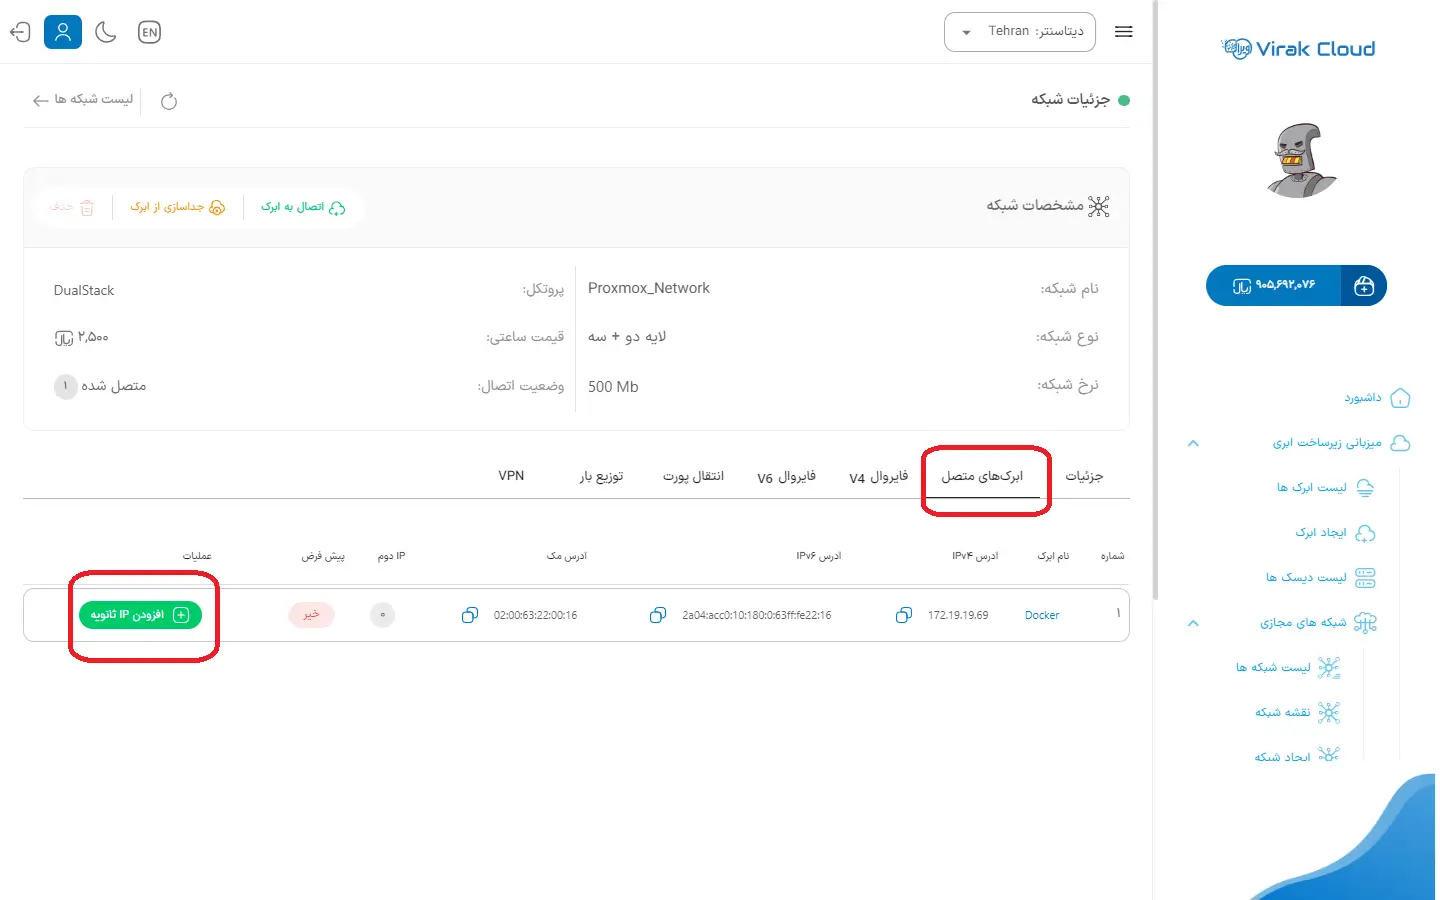 دیتاسنتر: Tehran
EN
Virak Cloud
جزئیات شبکه
لیست شبکه ها
مشخصات شبکه
اتصال به ابرک
جداسازی از ابرک
حذف
نام شبکه: Proxmox_Network
پروتکل: DualStack
نوع شبکه: لایه دو + سه
قیمت ساعتی: ۲,۵۰۰
نرخ شبکه: 500 Mb
وضعیت اتصال: متصل شده ۱
جزئیات
ابرک‌های متصل
فایروال V4
فایروال V6
انتقال پورت
توزیع بار
VPN
شماره نام ابرک آدرس IPv۴ آدرس IPv۶ آدرس مک IP دوم پیش فرض عملیات
۱ Docker 172.19.19.69 2a04:acc0:10:180:0:63ff:fe22:16 02:00:63:22:00:16 ۰ خیر افزودن IP ثانویه
۹۰۵,۶۹۲,۰۷۶
داشبورد
میزبانی زیرساخت ابری
لیست ابرک ها
ایجاد ابرک
لیست دیسک ها
شبکه های مجازی
لیست شبکه ها
نقشه شبکه
ایجاد شبکه